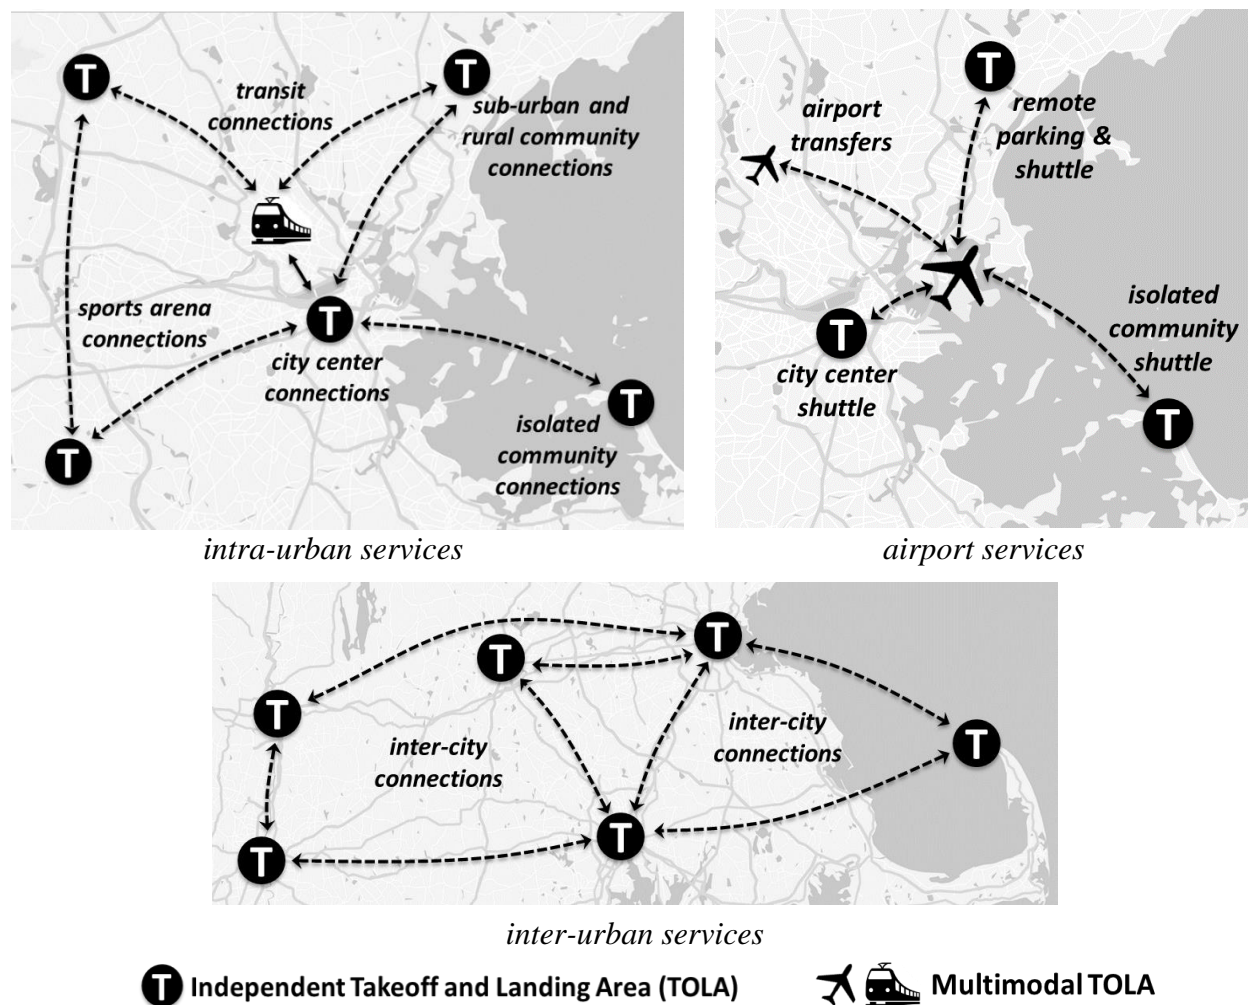 T
T
transit
connections
sub-urban and
rural community
connections
sports arena
connections
T
city center
connections
T
isolated
community
connections
T
intra-urban services
T
airport
transfers
remote
parking &
shuttle
isolated
community
shuttle
T
city center
shuttle
T
airport services
T
T
T
inter-city
connections
inter-city
connections
T
T
T
inter-urban services
T Independent Takeoff and Landing Area (TOLA)
Multimodal TOLA